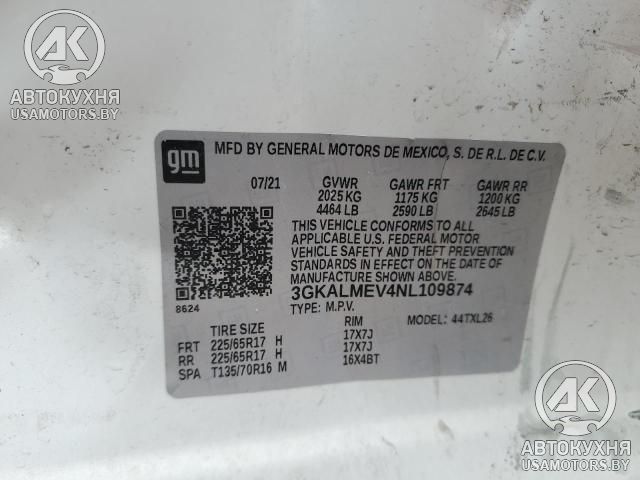 АК
АВТОКУХНЯ
USAMOTORS.BY
gm
MFD BY GENERAL MOTORS DE MEXICO, S. DE R.L. DE C.V.
07/21 GVWR GAWR FRT GAWR RR
2025 KG 1175 KG 1200 KG
4464 LB 2590 LB 2645 LB
THIS VEHICLE CONFORMS TO ALL
APPLICABLE U.S. FEDERAL MOTOR
VEHICLE SAFETY AND THEFT PREVENTION
STANDARDS IN EFFECT ON THE DATE OF
MANUFACTURE SHOWN ABOVE.
3GKALMEV4NL109874
8624 TYPE: M.P.V. MODEL: 44TXL26
TIRE SIZE RIM
FRT 225/65R17 H 17X7J
RR 225/65R17 H 17X7J
SPA T135/70R16 M 16X4BT
АК
АВТОКУХНЯ
USAMOTORS.BY